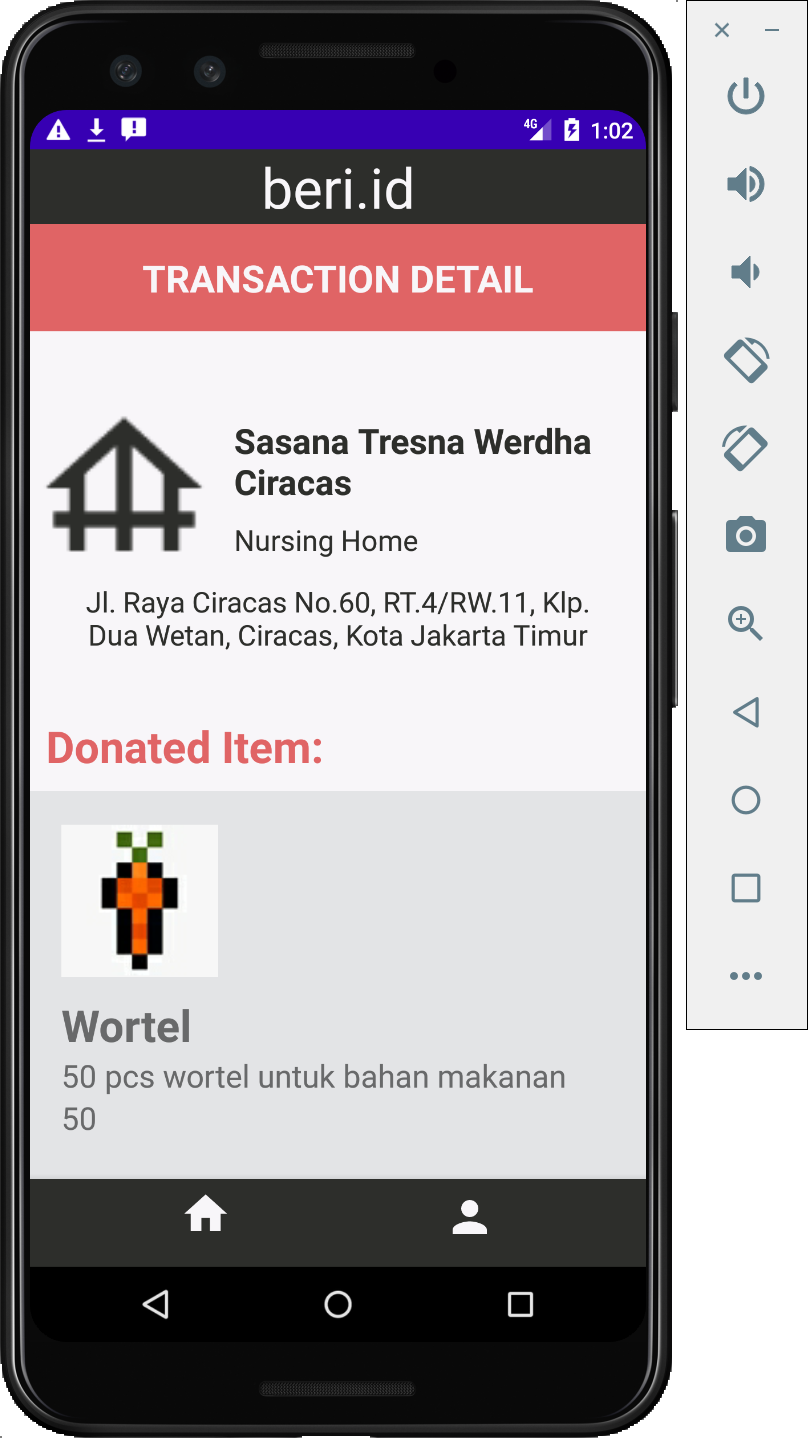 4G 1:02
beri.id
TRANSACTION DETAIL
Sasana Tresna Werdha
Ciracas
Nursing Home
Jl. Raya Ciracas No.60, RT.4/RW.11, Klp.
Dua Wetan, Ciracas, Kota Jakarta Timur
Donated Item:
Wortel
50 pcs wortel untuk bahan makanan
50